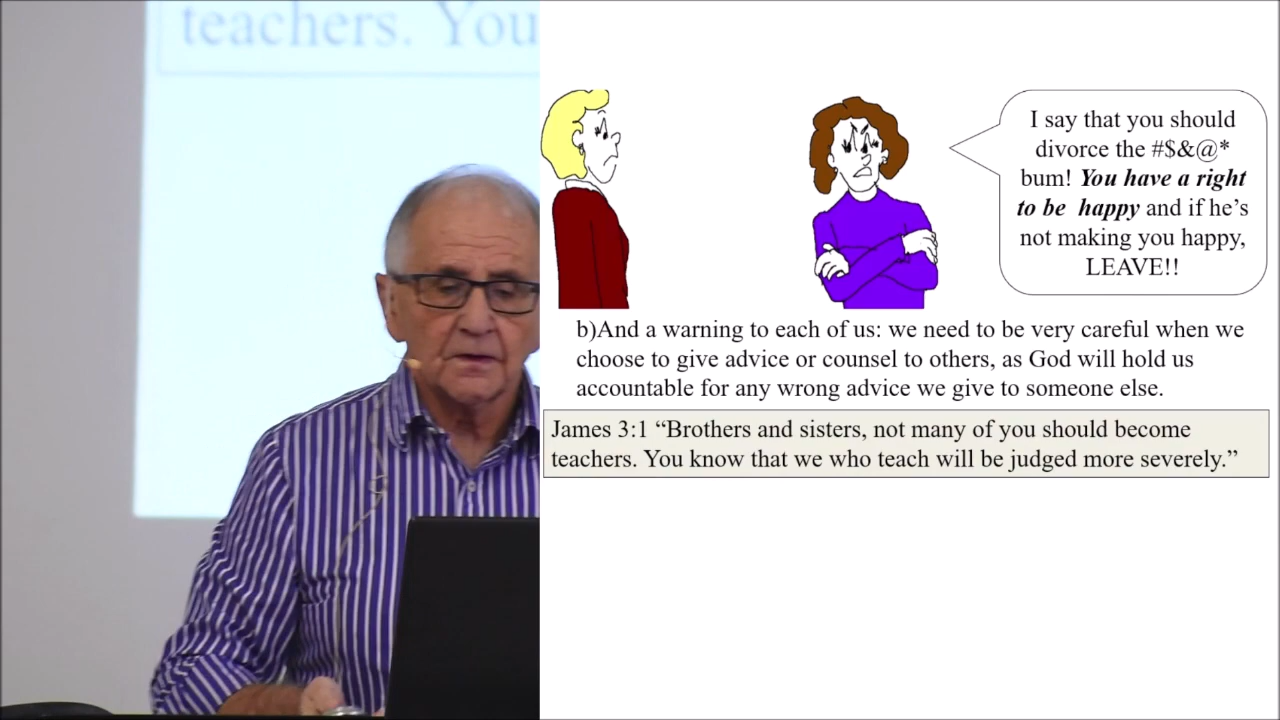 teachers. You
I say that you should
divorce the #$&@*
bum! You have a right
to be happy and if he's
not making you happy,
LEAVE!!
b)And a warning to each of us: we need to be very careful when we
choose to give advice or counsel to others, as God will hold us
accountable for any wrong advice we give to someone else.
James 3:1 “Brothers and sisters, not many of you should become
teachers. You know that we who teach will be judged more severely.”